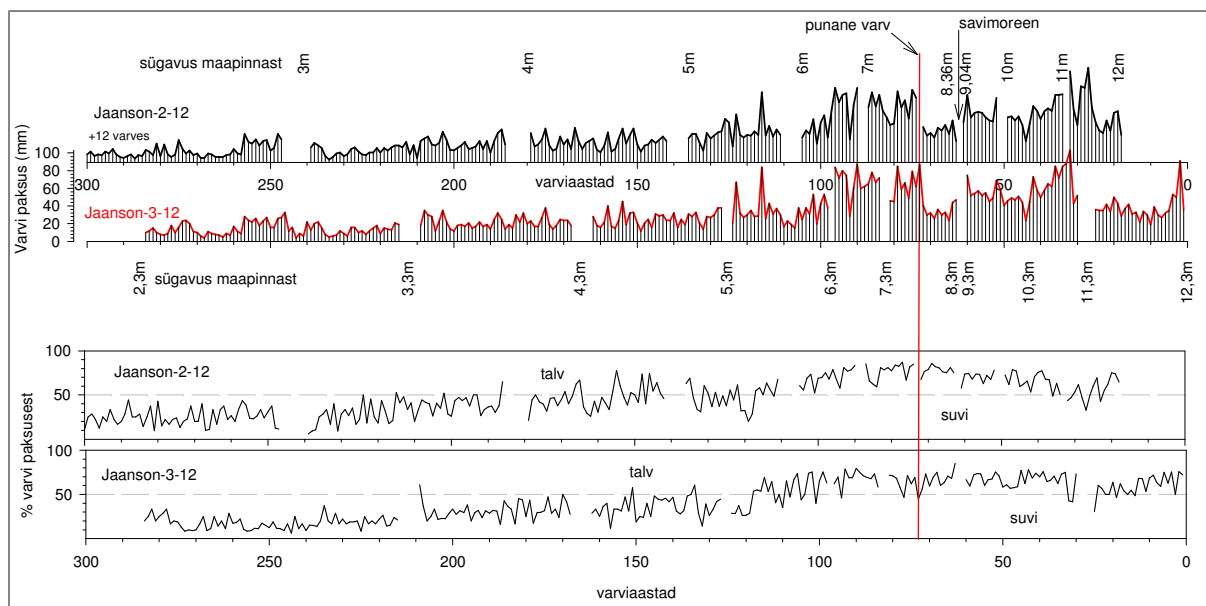 punane varv
savimoreen
sügavus maapinnast
3m
4m
5m
6m
7m
8,36m
9,04m
10m
11m
12m
Jaanson-2-12
+12 varves
Varvi paksus (mm)
100
80
60
40
20
0
300
250
200
150
varviaastad
100
50
0
Jaanson-3-12
2,3m
sügavus maapinnast
3,3m
4,3m
5,3m
6,3m
7,3m
8,3m
9,3m
10,3m
11,3m
12,3m
% varvi paksusest
100
50
Jaanson-2-12
talv
suvi
100
50
Jaanson-3-12
talv
suvi
300
250
200
150
100
50
0
varviaastad